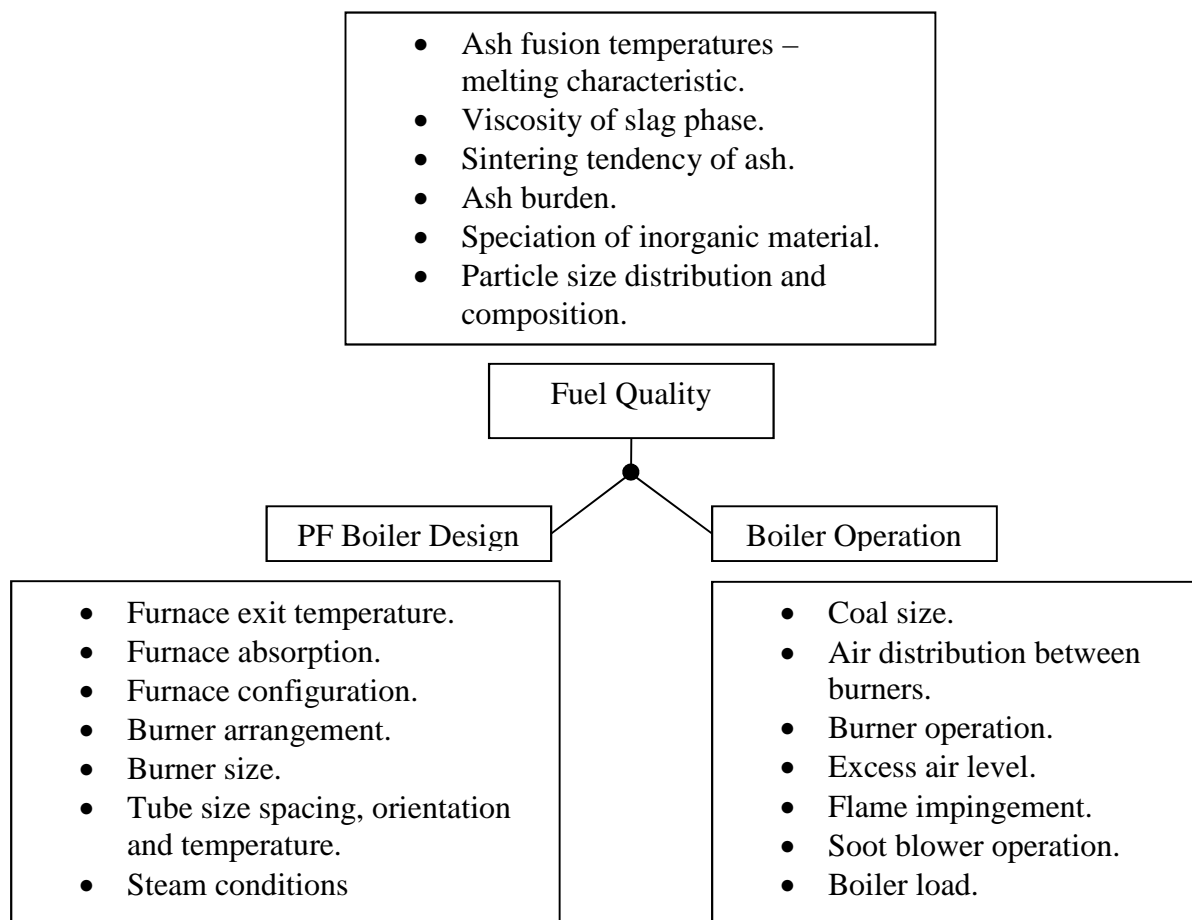 • Ash fusion temperatures –
melting characteristic.
• Viscosity of slag phase.
• Sintering tendency of ash.
• Ash burden.
• Speciation of inorganic material.
• Particle size distribution and
composition.
Fuel Quality
PF Boiler Design
Boiler Operation
• Furnace exit temperature.
• Furnace absorption.
• Furnace configuration.
• Burner arrangement.
• Burner size.
• Tube size spacing, orientation
and temperature.
• Steam conditions
• Coal size.
• Air distribution between
burners.
• Burner operation.
• Excess air level.
• Flame impingement.
• Soot blower operation.
• Boiler load.